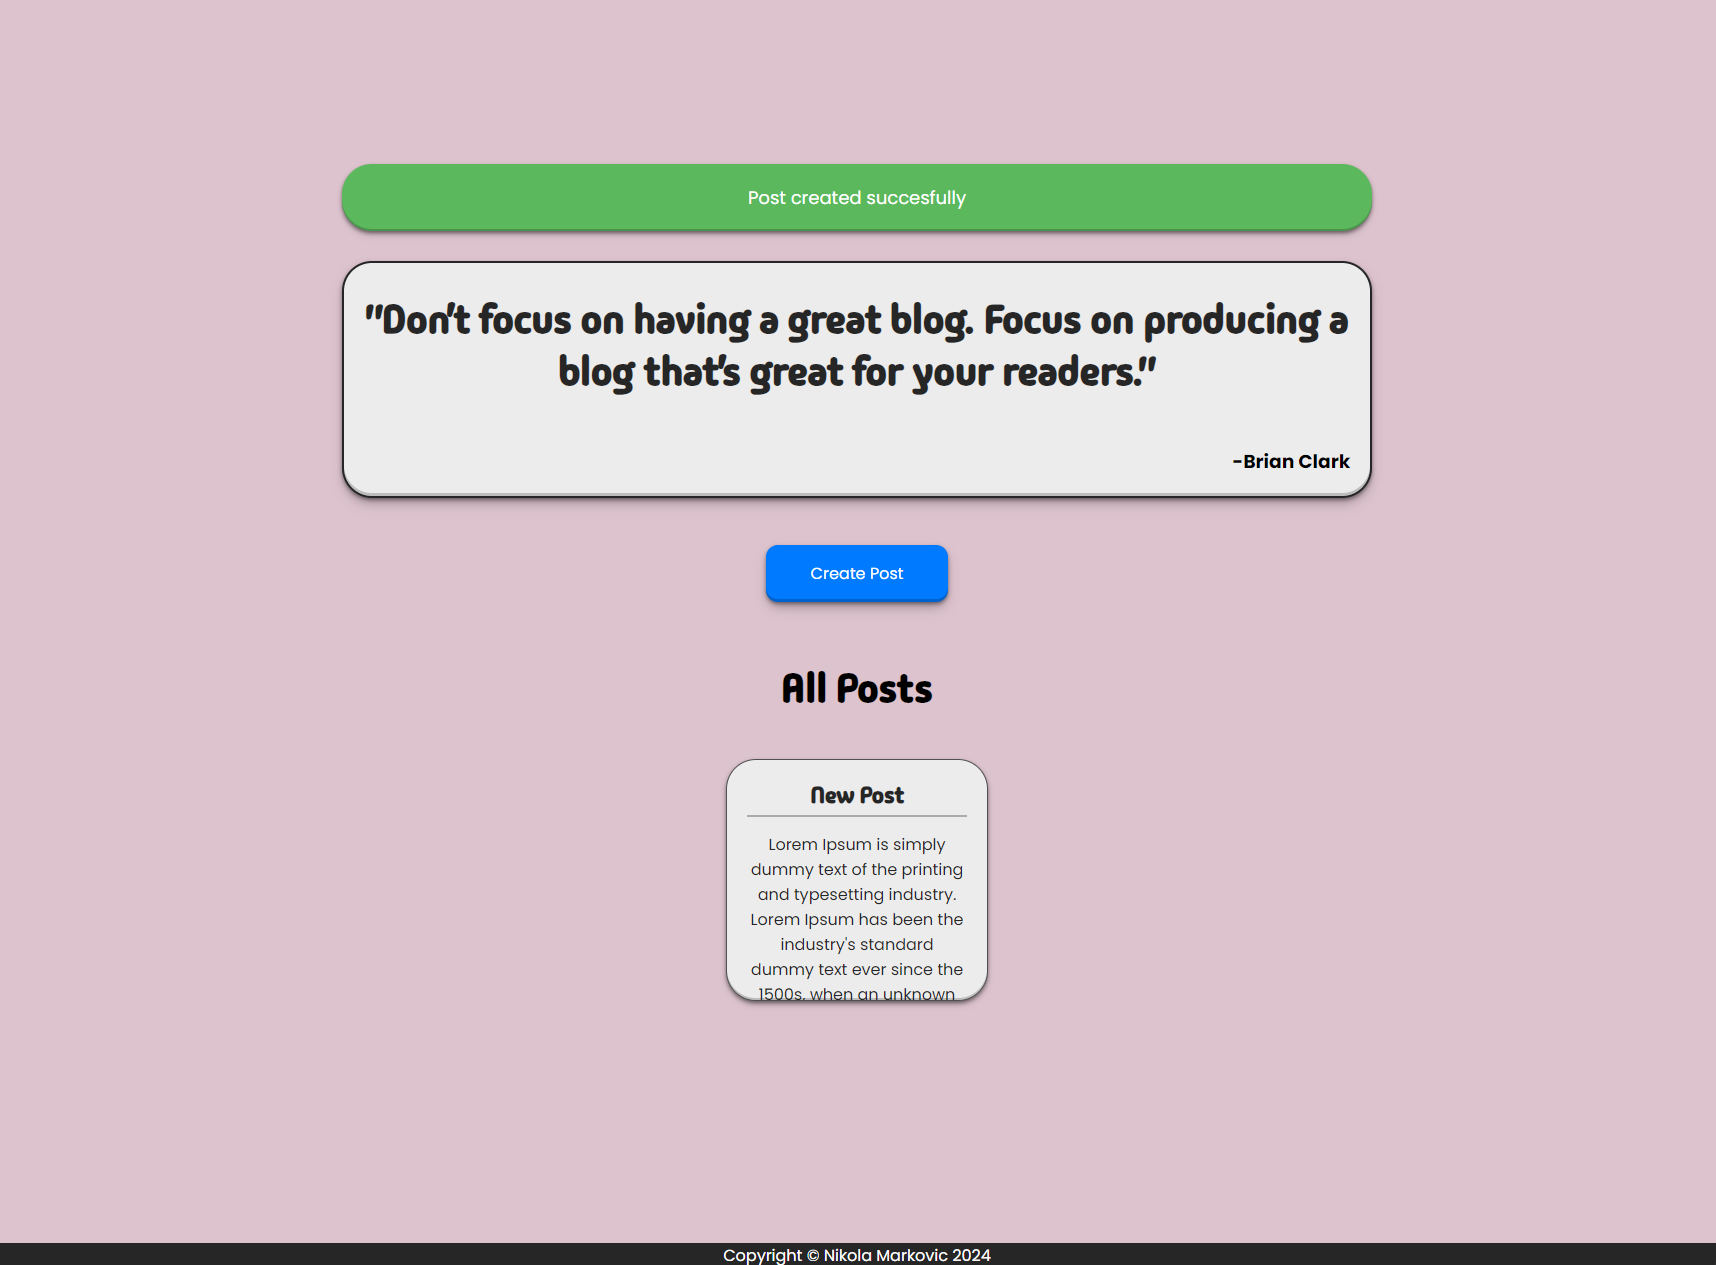 Post created succesfully
"Don't focus on having a great blog. Focus on producing a
blog that's great for your readers."
-Brian Clark
Create Post
All Posts
New Post
Lorem Ipsum is simply
dummy text of the printing
and typesetting industry.
Lorem Ipsum has been the
industry's standard
dummy text ever since the
1500s, when an unknown
Copyright © Nikola Markovic 2024